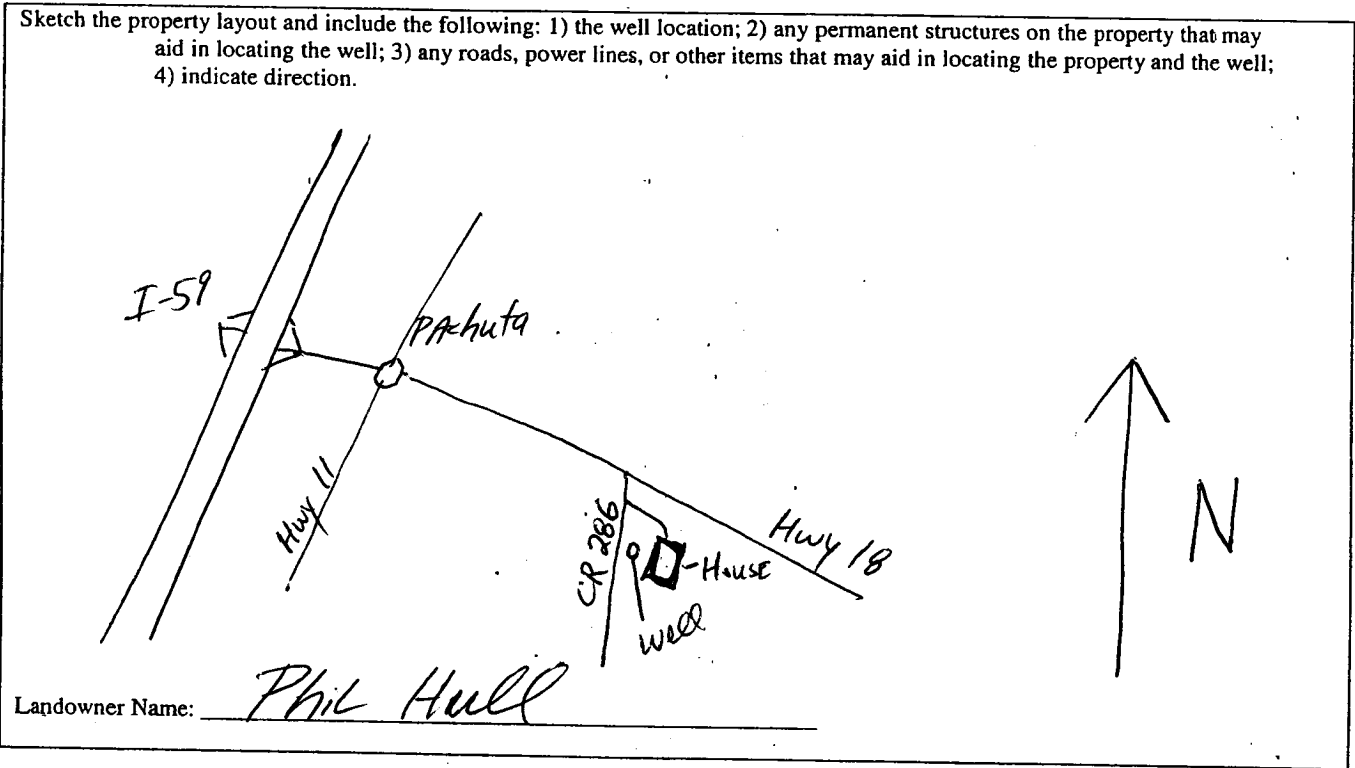 Sketch the property layout and include the following: 1) the well location; 2) any permanent structures on the property that may
aid in locating the well; 3) any roads, power lines, or other items that may aid in locating the property and the well;
4) indicate direction.
I-59
PAchuta
Hwy 11
CR 286
Hwy 18
-House
well
N
Landowner Name: Phil Hull